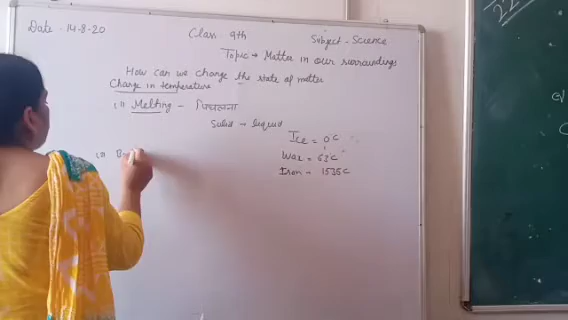 Date - 14-8-20 Class 9th Subject - Science
Topic → Matter in our surroundings
How can we change the state of matter
Change in temperature
(i) Melting - पिघलना
Solid → liquid
Ice = 0°C
Wax = 63°C
Iron - 1535°C
(ii) B